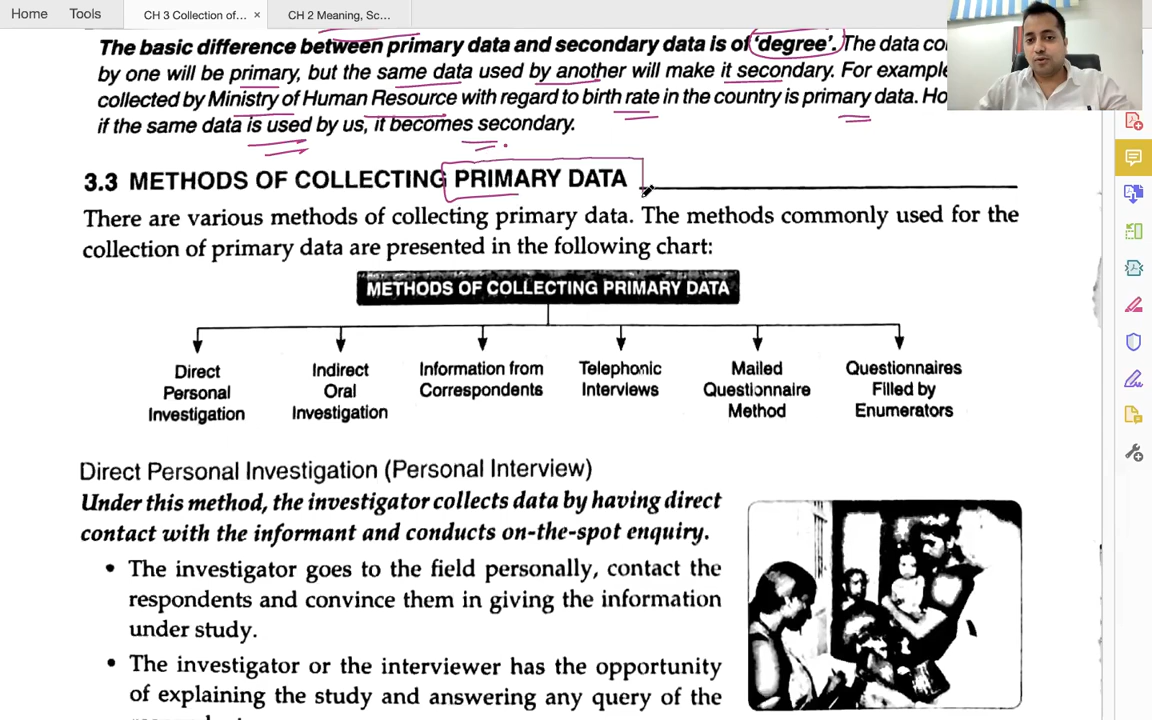 Home Tools CH 3 Collection of... × CH 2 Meaning, Sc...
The basic difference between primary data and secondary data is of 'degree'. The data co
by one will be primary, but the same data used by another will make it secondary. For example
collected by Ministry of Human Resource with regard to birth rate in the country is primary data. Ho
if the same data is used by us, it becomes secondary.
3.3 METHODS OF COLLECTING PRIMARY DATA
There are various methods of collecting primary data. The methods commonly used for the
collection of primary data are presented in the following chart:
METHODS OF COLLECTING PRIMARY DATA
Direct
Personal
Investigation
Indirect
Oral
Investigation
Information from
Correspondents
Telephonic
Interviews
Mailed
Questionnaire
Method
Questionnaires
Filled by
Enumerators
Direct Personal Investigation (Personal Interview)
Under this method, the investigator collects data by having direct
contact with the informant and conducts on-the-spot enquiry.
• The investigator goes to the field personally, contact the
respondents and convince them in giving the information
under study.
• The investigator or the interviewer has the opportunity
of explaining the study and answering any query of the